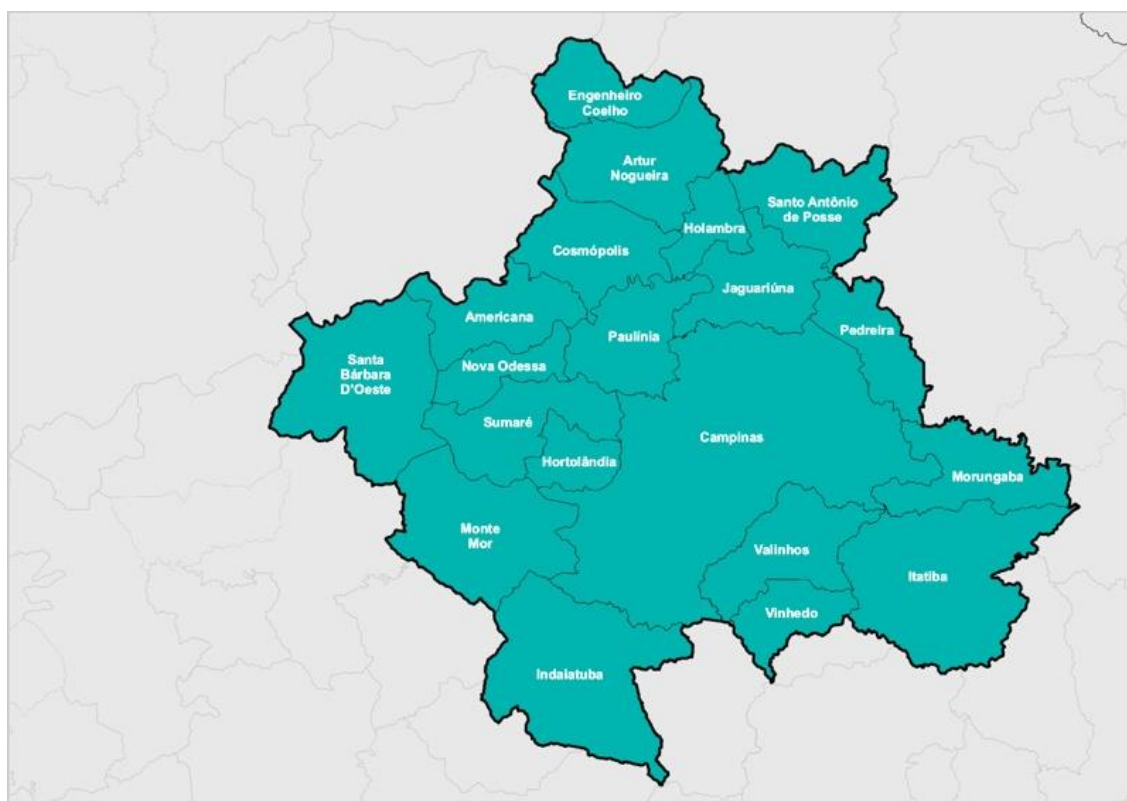 Engenheiro
Coelho
Artur
Nogueira
Santo Antônio
de Posse
Holambra
Cosmópolis
Jaguariúna
Americana
Paulínia
Pedreira
Santa
Bárbara
D'Oeste
Nova Odessa
Sumaré
Campinas
Hortolândia
Morungaba
Monte
Mor
Valinhos
Itatiba
Vinhedo
Indaiatuba